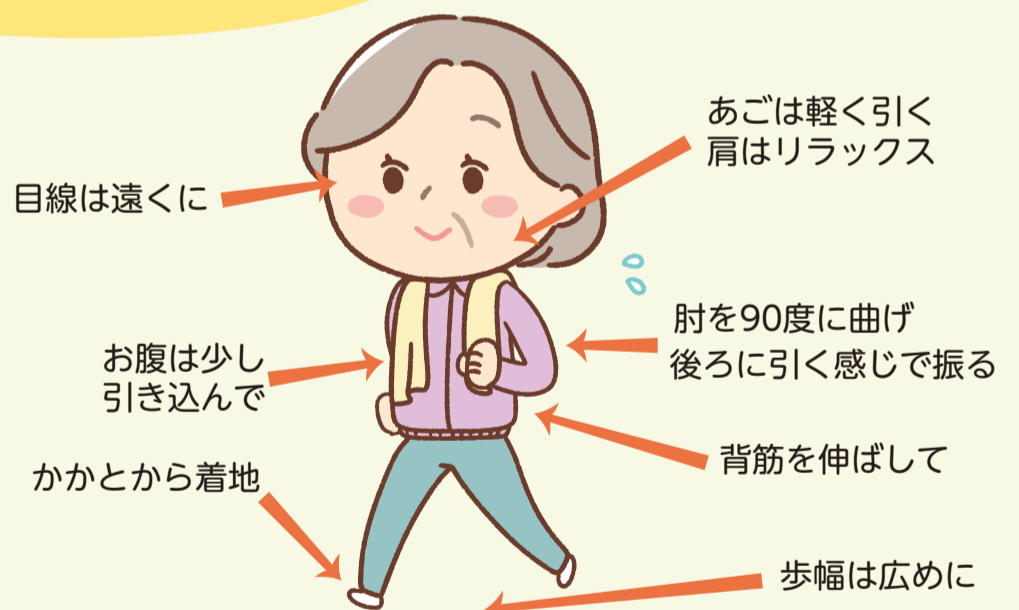 あごは軽く引く
肩はリラックス
目線は遠くに
肘を90度に曲げ
後ろに引く感じで振る
お腹は少し
引き込んで
背筋を伸ばして
かかとから着地
歩幅は広めに